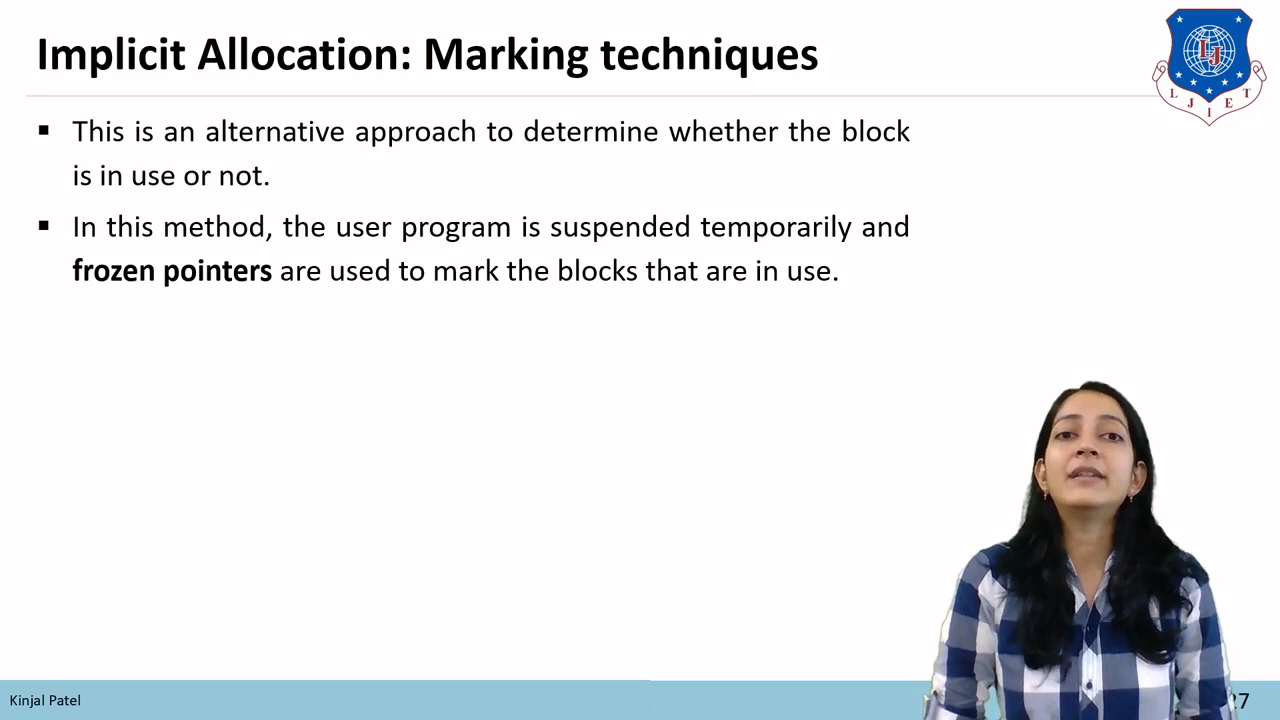 Implicit Allocation: Marking techniques
▪ This is an alternative approach to determine whether the block
is in use or not.
▪ In this method, the user program is suspended temporarily and
frozen pointers are used to mark the blocks that are in use.
LJ
L J I E T
Kinjal Patel
27